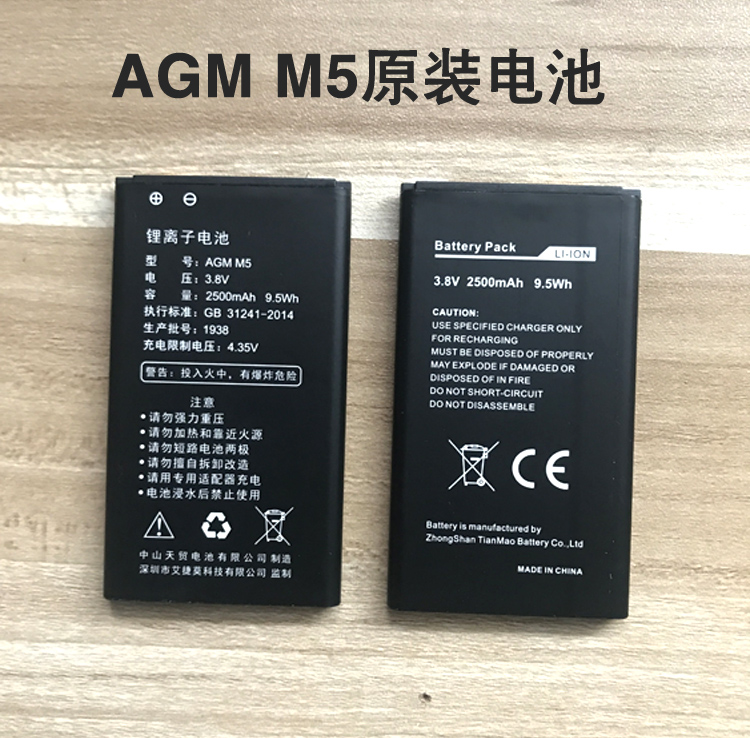 AGM M5原装电池
⊕ ⊖
锂离子电池
型 号：AGM M5
电 压：3.8V
容 量：2500mAh 9.5Wh
执行标准：GB 31241-2014
生产批号：1938
充电限制电压：4.35V
警告：投入火中，有爆炸危险
注意
•请勿强力重压
•请勿加热和靠近火源
•请勿短路电池两极
•请勿擅自拆卸改造
•请用专用适配器充电
•电池浸水后禁止使用
中山天贸电池有限公司 制造
深圳市艾捷莫科技有限公司 监制
Battery Pack
LI-ION
3.8V 2500mAh 9.5Wh
CAUTION:
USE SPECIFIED CHARGER ONLY
FOR RECHARGING
MUST BE DISPOSED OF PROPERLY
MAY EXPLODE IF DAMAGED OR
DISPOSED OF IN FIRE
DO NOT SHORT-CIRCUIT
DO NOT DISASSEMBLE
CE
Battery is manufactured by
ZhongShan TianMao Battery Co.,Ltd
MADE IN CHINA